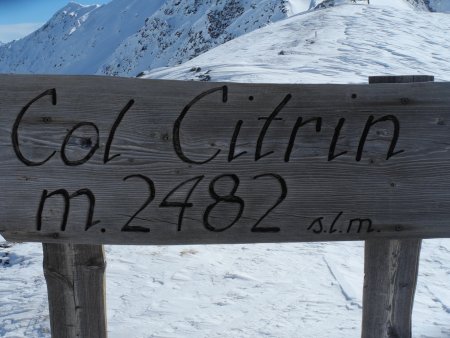 Col Citrin
m. 2482 s.l.m.